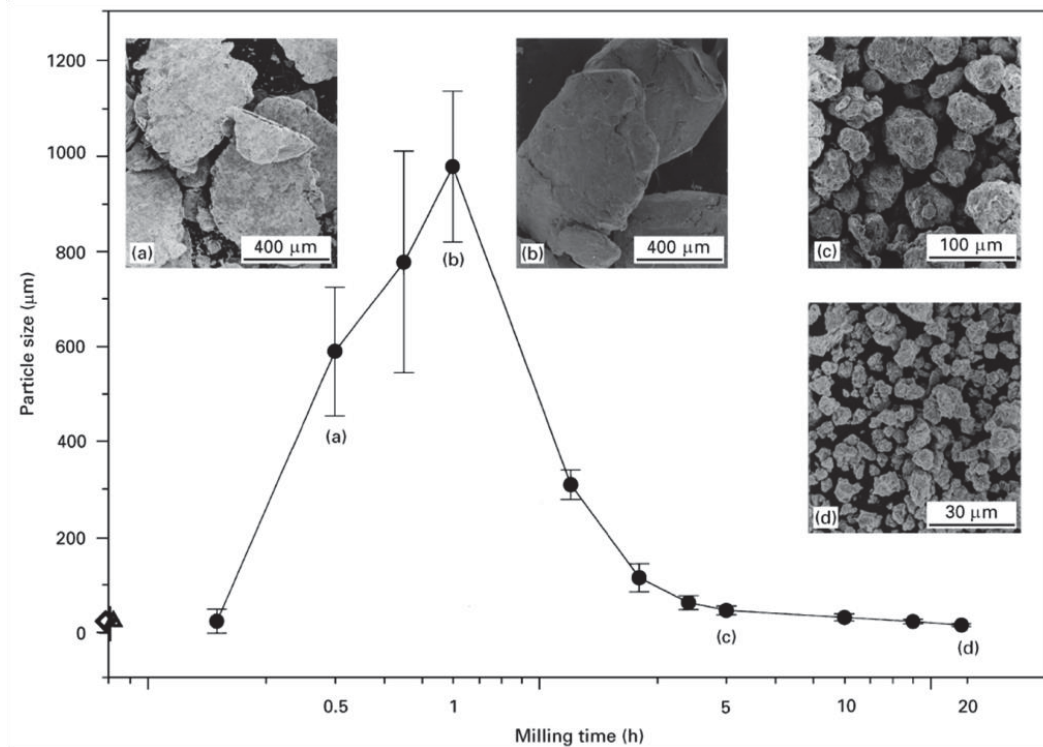 1200
1000
800
600
400
200
0
Particle size (μm)
(a)
400 μm
(b)
400 μm
(c)
100 μm
(d)
30 μm
(a)
(b)
(c)
(d)
0.5
1
5
10
20
Milling time (h)